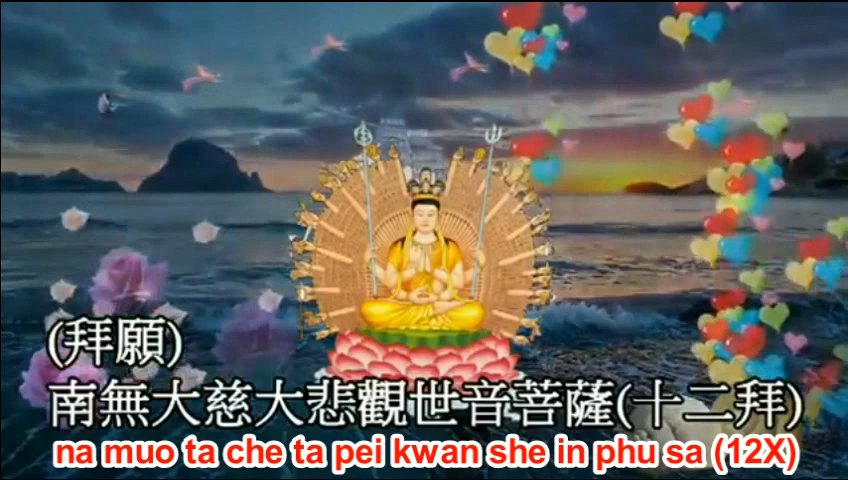 (拜願)
南無大慈大悲觀世音菩薩(十二拜)
na muo ta che ta pei kwan she in phu sa (12X)